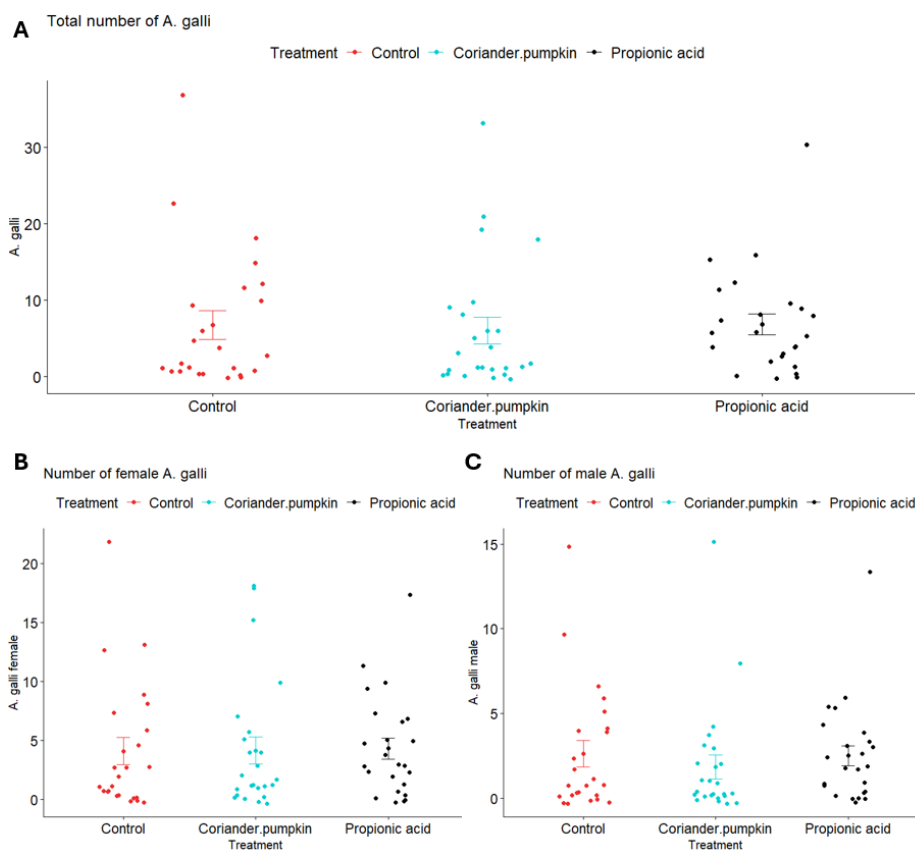 A Total number of A. galli
Treatment Control Coriander.pumpkin Propionic acid
30
20
10
0
A. galli
Control Coriander.pumpkin Propionic acid
Treatment
B Number of female A. galli
Treatment Control Coriander.pumpkin Propionic acid
20
15
10
5
0
A. galli female
Control Coriander.pumpkin Propionic acid
Treatment
C Number of male A. galli
Treatment Control Coriander.pumpkin Propionic acid
15
10
5
0
A. galli male
Control Coriander.pumpkin Propionic acid
Treatment